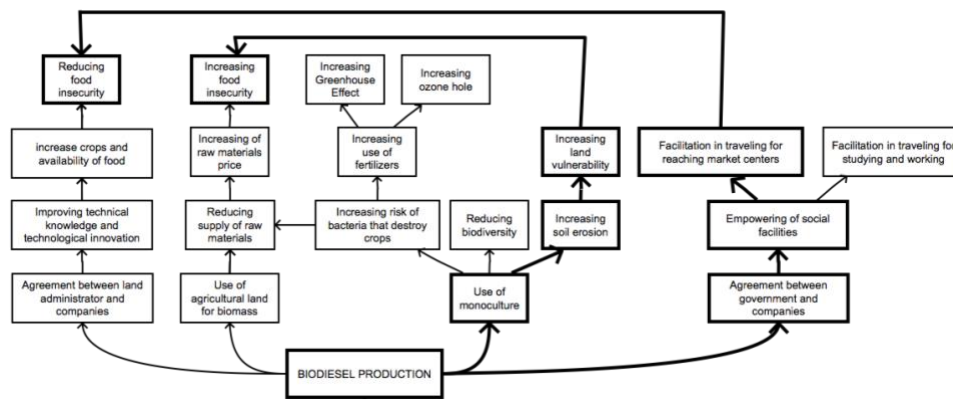 Reducing
food
insecurity
Increasing
food
insecurity
Increasing
Greenhouse
Effect
Increasing
ozone hole
increase crops and
availability of food
Increasing of
raw materials
price
Increasing
use of
fertilizers
Increasing
land
vulnerability
Facilitation in traveling for
reaching market centers
Facilitation in traveling for
studying and working
Improving technical
knowledge and
technological innovation
Reducing
supply of raw
materials
Increasing risk of
bacteria that destroy
crops
Reducing
biodiversity
Increasing
soil erosion
Empowering of social
facilities
Agreement between land
administrator and
companies
Use of
agricultural land
for biomass
Use of
monoculture
Agreement between
government and
companies
BIODIESEL PRODUCTION